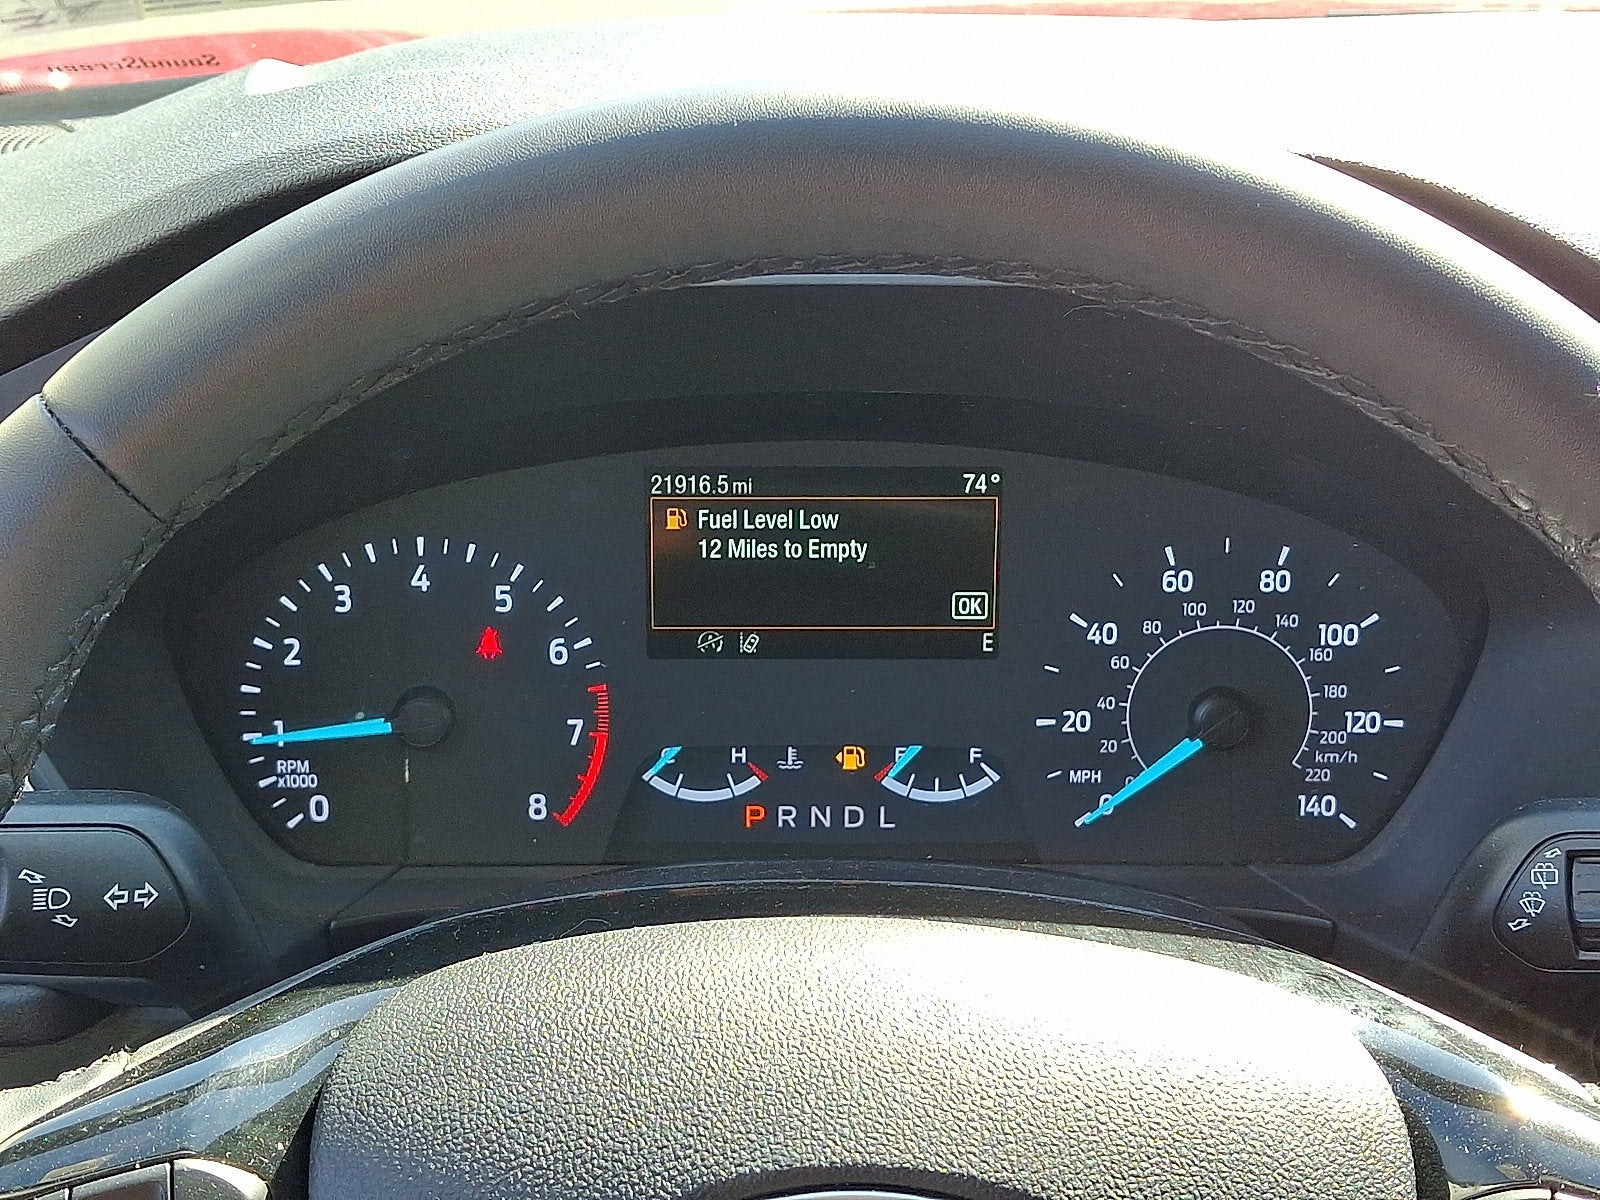 SoundScreen
21916.5 mi 74°
Fuel Level Low
12 Miles to Empty
OK
E
0 1 2 3 4 5 6 7 8
RPM
x1000
H
F
P R N D L
0 20 40 60 80 100 120 140
MPH
20 40 60 80 100 120 140 160 180 200 220
km/h